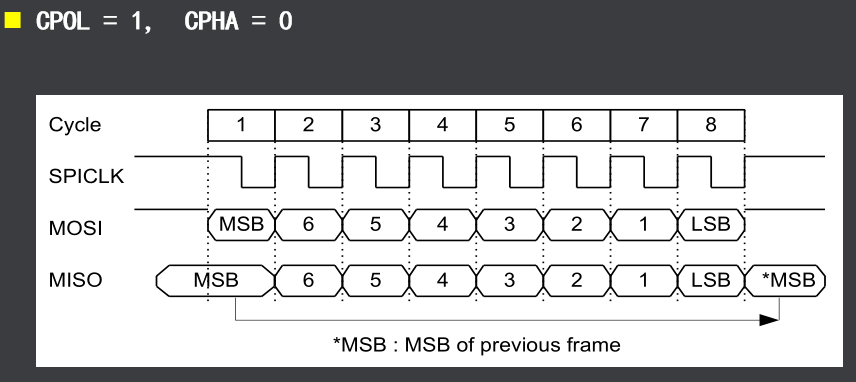 CPOL = 1, CPHA = 0
Cycle 1 2 3 4 5 6 7 8
SPICLK
MOSI MSB 6 5 4 3 2 1 LSB
MISO MSB 6 5 4 3 2 1 LSB *MSB
*MSB : MSB of previous frame